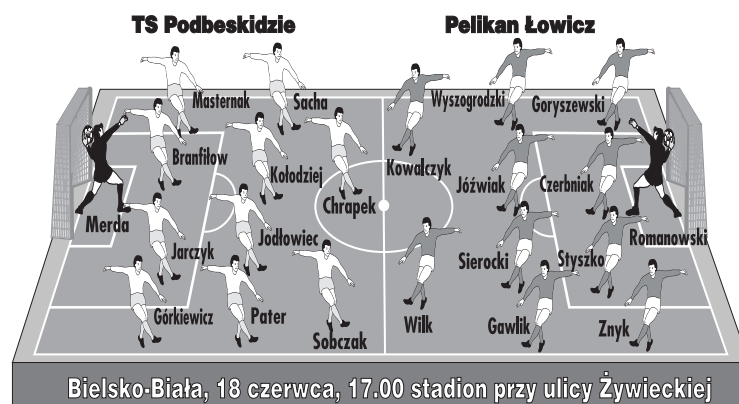 TS Podbeskidzie
Pelikan Łowicz
Masternak
Sacha
Wyszogrodzki
Goryszewski
Branfiłow
Kołodziej
Kowalczyk
Jóźwiak
Czerbniak
Merda
Chrapek
Romanowski
Jarczyk
Jodłowiec
Sierocki
Styszko
Górkiewicz
Pater
Sobczak
Wilk
Gawlik
Znyk
Bielsko-Biała, 18 czerwca, 17.00 stadion przy ulicy Żywieckiej